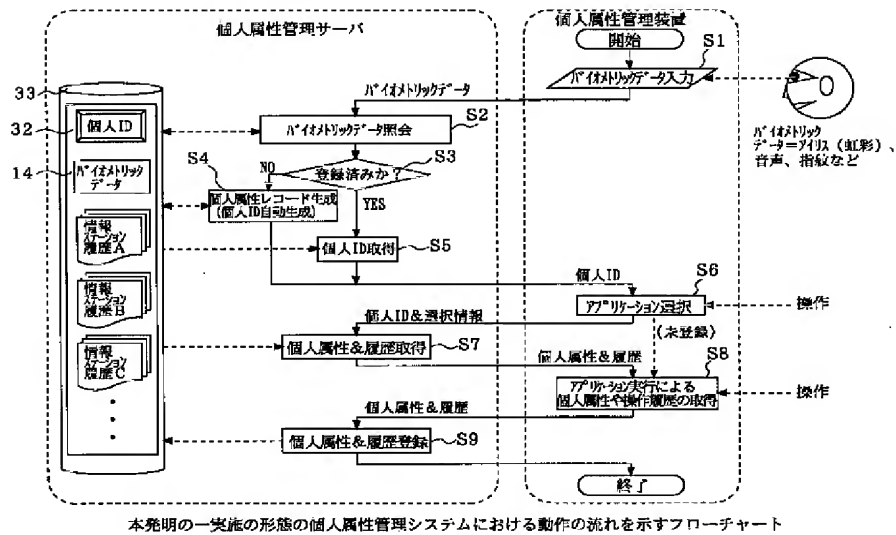 個人属性管理サーバ
個人属性管理装置
開始
S1
バイオメトリックデータ入力
バイオメトリックデータ
33
32
個人ID
バイオメトリックデータ照会
S2
バイオメトリック
データ=アイリス(虹彩)、
音声、指紋など
14
バイオメトリック
データ
S4
NO
登録済みか?
S3
個人属性レコード生成
(個人ID自動生成)
YES
情報
ステーション
履歴A
個人ID取得
S5
個人ID
S6
アプリケーション選択
操作
情報
ステーション
履歴B
個人ID&選択情報
(未登録)
個人属性&履歴取得
S7
個人属性&履歴
S8
情報
ステーション
履歴C
アプリケーション実行による
個人属性や操作履歴の取得
操作
個人属性&履歴
個人属性&履歴登録
S9
終了
本発明の一実施の形態の個人属性管理システムにおける動作の流れを示すフローチャート